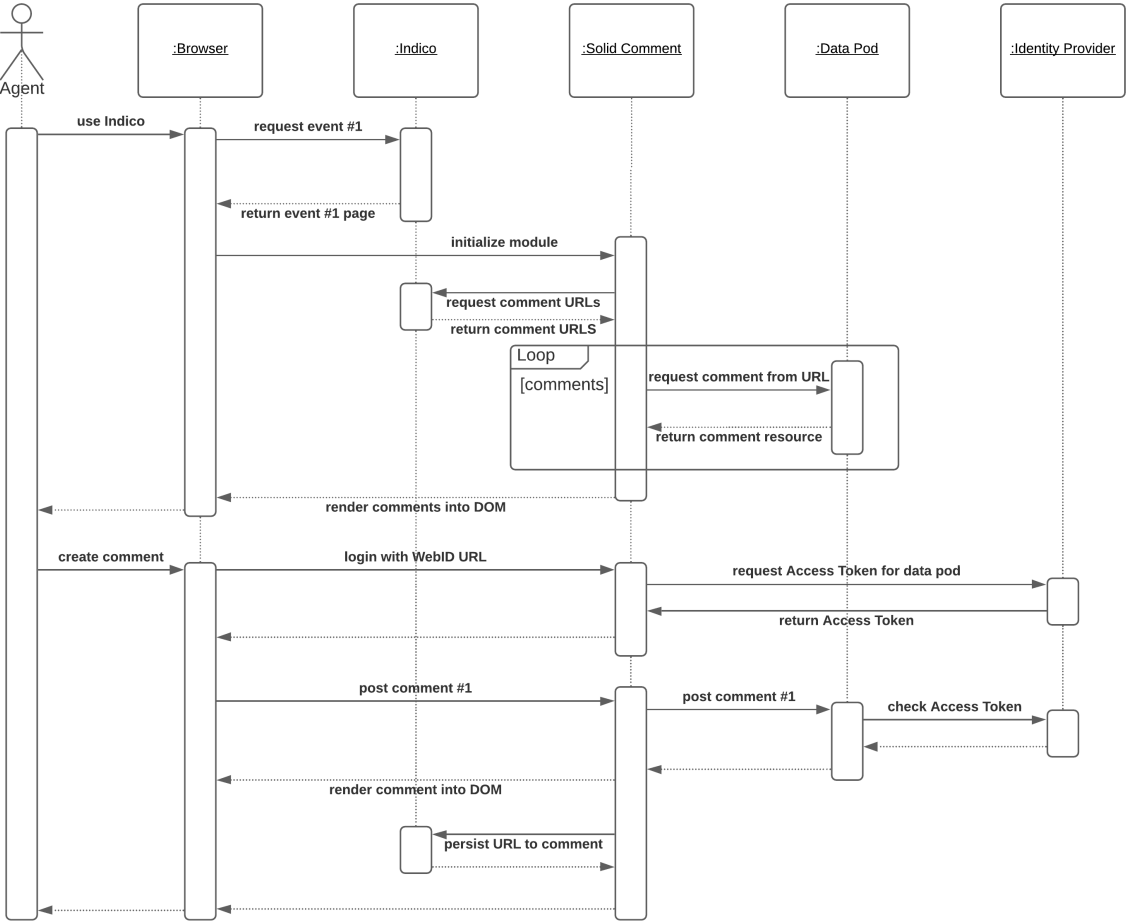 :Browser
:Indico
:Solid Comment
:Data Pod
:Identity Provider
Agent
use Indico
request event #1
return event #1 page
initialize module
request comment URLs
return comment URLS
Loop
[comments]
request comment from URL
return comment resource
render comments into DOM
create comment
login with WebID URL
request Access Token for data pod
return Access Token
post comment #1
post comment #1
check Access Token
render comment into DOM
persist URL to comment